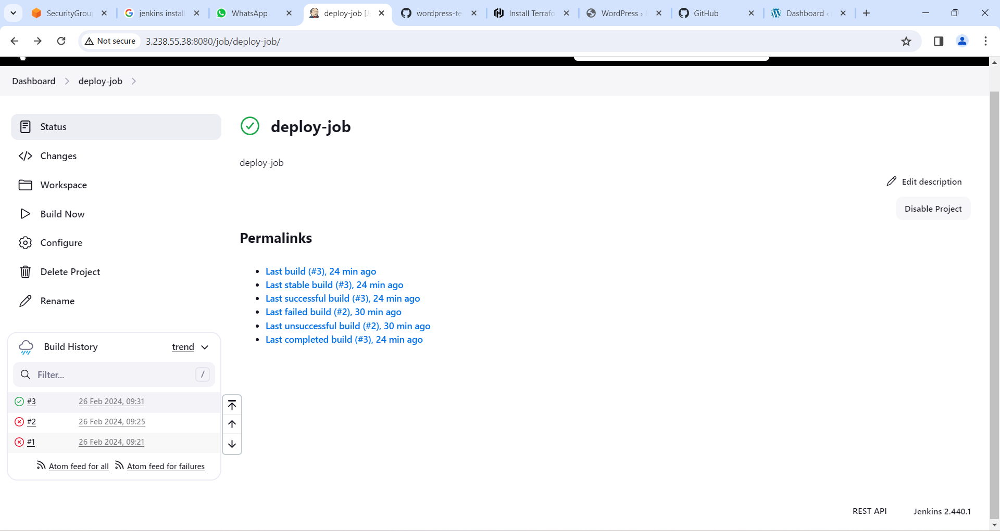 SecurityGroup
jenkins install
WhatsApp
deploy-job [J
wordpress-te
Install Terrafo
WordPress › I
GitHub
Dashboard ‹
Not secure
3.238.55.38:8080/job/deploy-job/
Dashboard
deploy-job
Status
Changes
Workspace
Build Now
Configure
Delete Project
Rename
deploy-job
deploy-job
Edit description
Disable Project
Permalinks
Last build (#3), 24 min ago
Last stable build (#3), 24 min ago
Last successful build (#3), 24 min ago
Last failed build (#2), 30 min ago
Last unsuccessful build (#2), 30 min ago
Last completed build (#3), 24 min ago
Build History
trend
Filter...
/
#3 26 Feb 2024, 09:31
#2 26 Feb 2024, 09:25
#1 26 Feb 2024, 09:21
Atom feed for all
Atom feed for failures
REST API
Jenkins 2.440.1